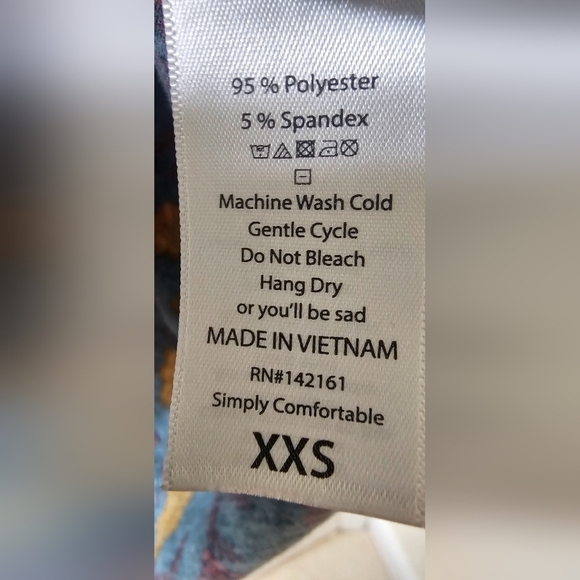 95 % Polyester
5 % Spandex
Machine Wash Cold
Gentle Cycle
Do Not Bleach
Hang Dry
or you'll be sad
MADE IN VIETNAM
RN#142161
Simply Comfortable
XXS